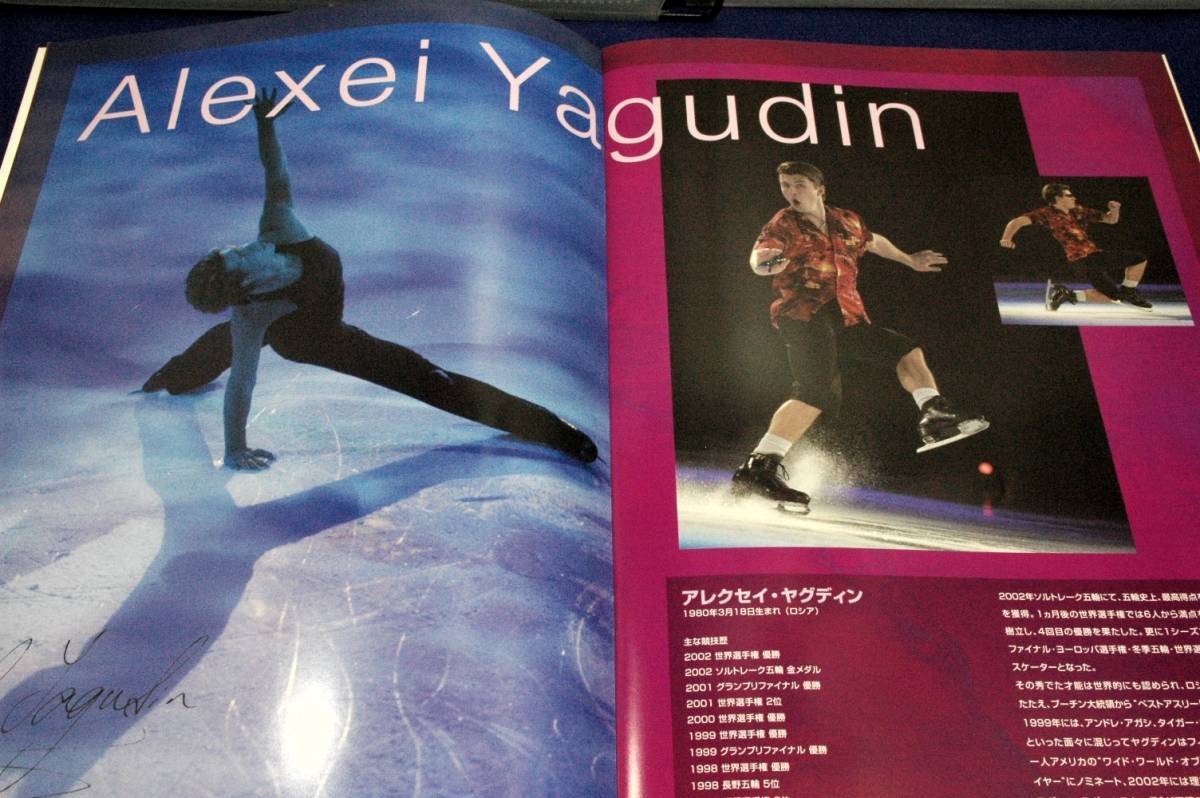 Alexei Yagudin
Yagudin
アレクセイ・ヤグディン
1980年3月18日生まれ（ロシア）
主な競技歴
2002 世界選手権 優勝
2002 ソルトレーク五輪 金メダル
2001 グランプリファイナル 優勝
2001 世界選手権 2位
2000 世界選手権 優勝
1999 世界選手権 優勝
1999 グランプリファイナル 優勝
1998 世界選手権 優勝
1998 長野五輪 5位
2002年ソルトレーク五輪にて、五輪史上、最高得点
を獲得。1ヵ月後の世界選手権では6人から満点
樹立し、4回目の優勝を果たした。更に1シーズ
ファイナル・ヨーロッパ選手権・冬季五輪・世界選
スケーターとなった。
その秀でた才能は世界的にも認められ、ロシ
たたえ、プーチン大統領から"ベストアスリー
1999年には、アンドレ・アガシ、タイガー・
といった面々に混じってヤグディンはフィ
一人アメリカの"ワイド・ワールド・オブ
イヤー"にノミネート、2002年には理